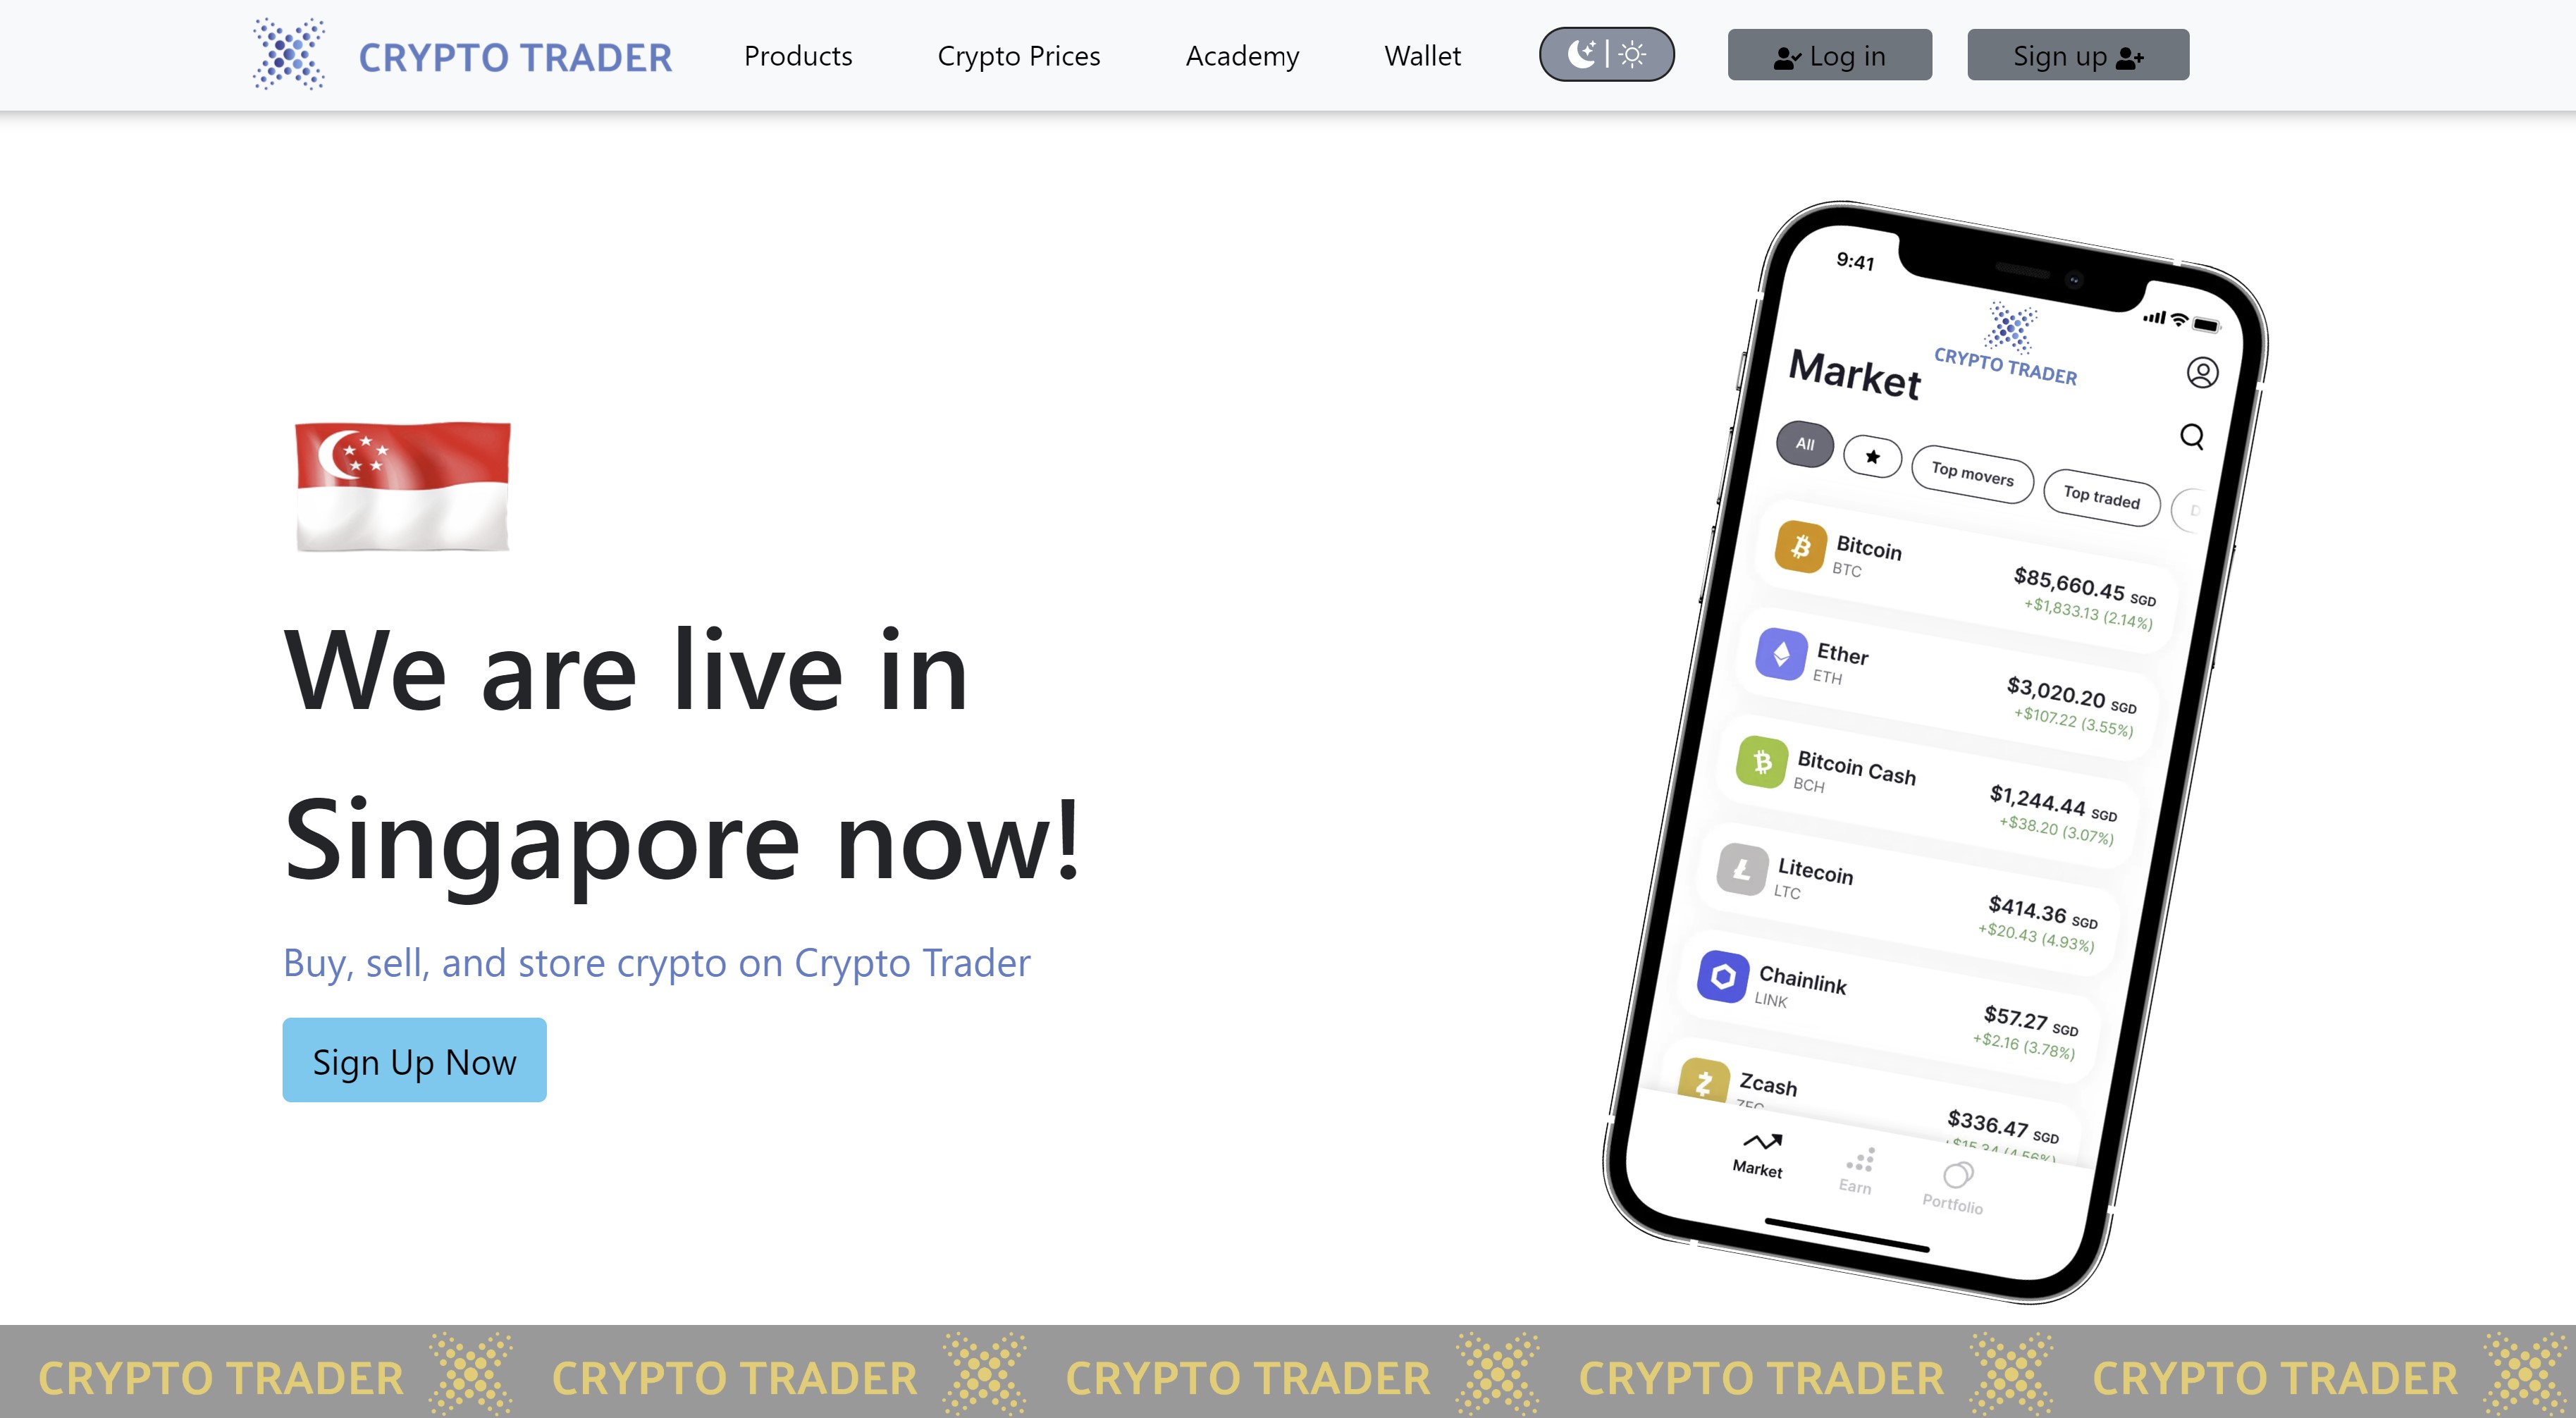 CRYPTO TRADER
Products
Crypto Prices
Academy
Wallet
Log in
Sign up
We are live in
Singapore now!
Buy, sell, and store crypto on Crypto Trader
Sign Up Now
9:41
CRYPTO TRADER
Market
All
Top movers
Top traded
D
Bitcoin
BTC
$85,660.45 SGD
+$1,833.13 (2.14%)
Ether
ETH
$3,020.20 SGD
+$107.22 (3.55%)
Bitcoin Cash
BCH
$1,244.44 SGD
+$38.20 (3.07%)
Litecoin
LTC
$414.36 SGD
+$20.43 (4.93%)
Chainlink
LINK
$57.27 SGD
+$2.16 (3.78%)
Zcash
ZEC
$336.47 SGD
+$15.34 (4.56%)
Market
Earn
Portfolio
CRYPTO TRADER CRYPTO TRADER CRYPTO TRADER CRYPTO TRADER CRYPTO TRADER